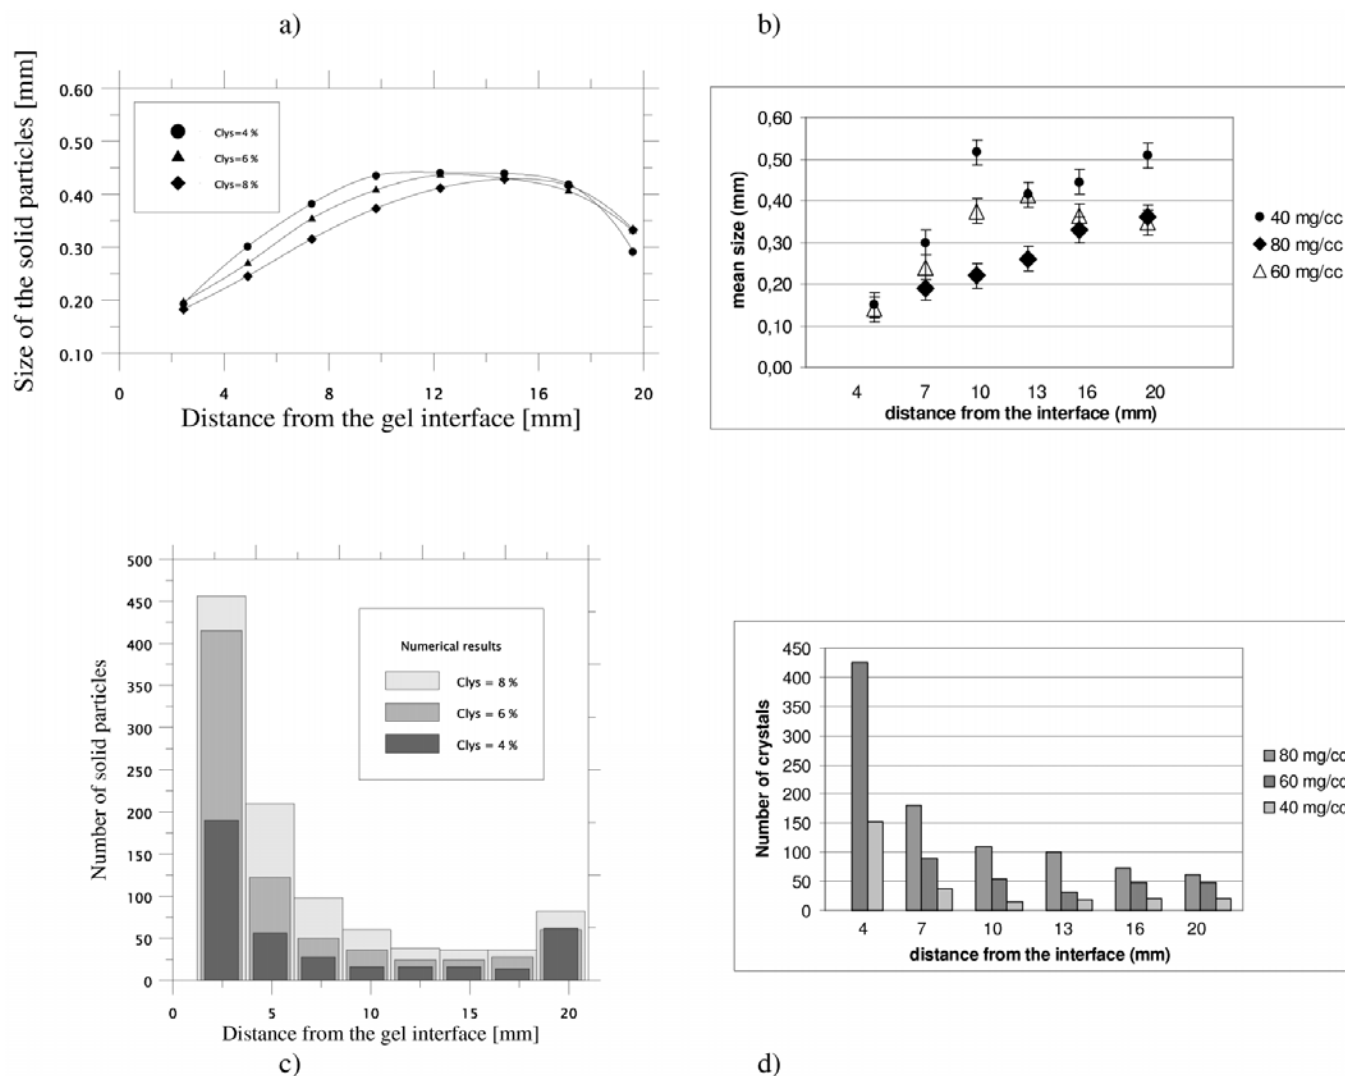 a)
Size of the solid particles [mm]
0.60
0.50
0.40
0.30
0.20
0.10
Clys=4 %
Clys=6 %
Clys=8 %
0 4 8 12 16 20
Distance from the gel interface [mm]
b)
mean size (mm)
0,60
0,50
0,40
0,30
0,20
0,10
0,00
4 7 10 13 16 20
distance from the interface (mm)
40 mg/cc
80 mg/cc
60 mg/cc
Number of solid particles
500
450
400
350
300
250
200
150
100
50
0
Numerical results
Clys = 8 %
Clys = 6 %
Clys = 4 %
0 5 10 15 20
Distance from the gel interface [mm]
c)
Number of crystals
450
400
350
300
250
200
150
100
50
0
4 7 10 13 16 20
distance from the interface (mm)
80 mg/cc
60 mg/cc
40 mg/cc
d)